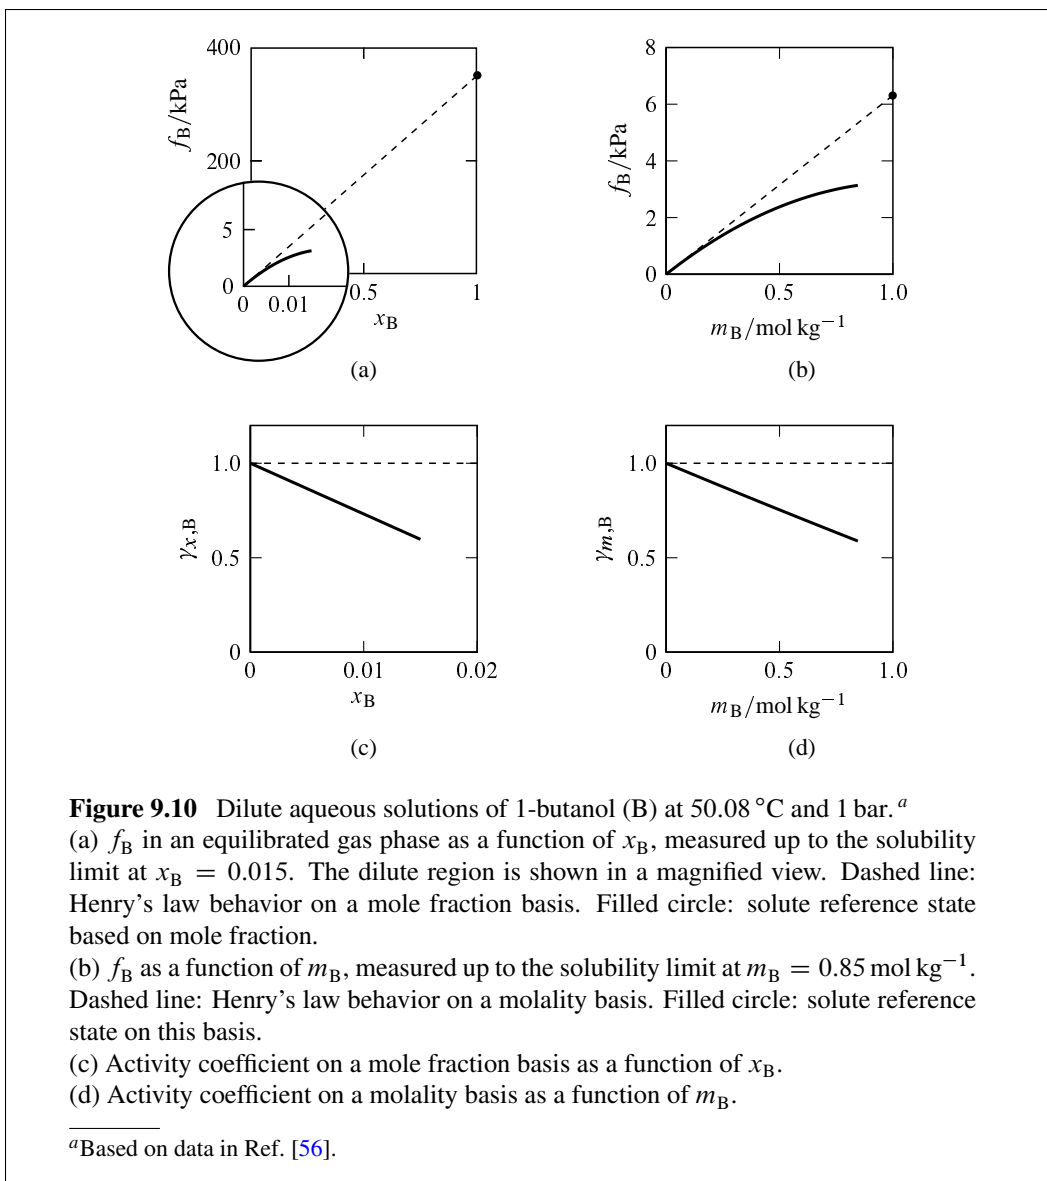 400
200
5
0
0
0.01
0.5
1
f_B/kPa
x_B
(a)
8
6
4
2
0
0
0.5
1.0
f_B/kPa
m_B/mol kg⁻¹
(b)
1.0
0.5
0
0
0.01
0.02
γ_{x,B}
x_B
(c)
1.0
0.5
0
0
0.5
1.0
γ_{m,B}
m_B/mol kg⁻¹
(d)
Figure 9.10 Dilute aqueous solutions of 1-butanol (B) at 50.08 °C and 1 bar. ᵃ
(a) f_B in an equilibrated gas phase as a function of x_B, measured up to the solubility
limit at x_B = 0.015. The dilute region is shown in a magnified view. Dashed line:
Henry's law behavior on a mole fraction basis. Filled circle: solute reference state
based on mole fraction.
(b) f_B as a function of m_B, measured up to the solubility limit at m_B = 0.85 mol kg⁻¹.
Dashed line: Henry's law behavior on a molality basis. Filled circle: solute reference
state on this basis.
(c) Activity coefficient on a mole fraction basis as a function of x_B.
(d) Activity coefficient on a molality basis as a function of m_B.
ᵃBased on data in Ref. [56].